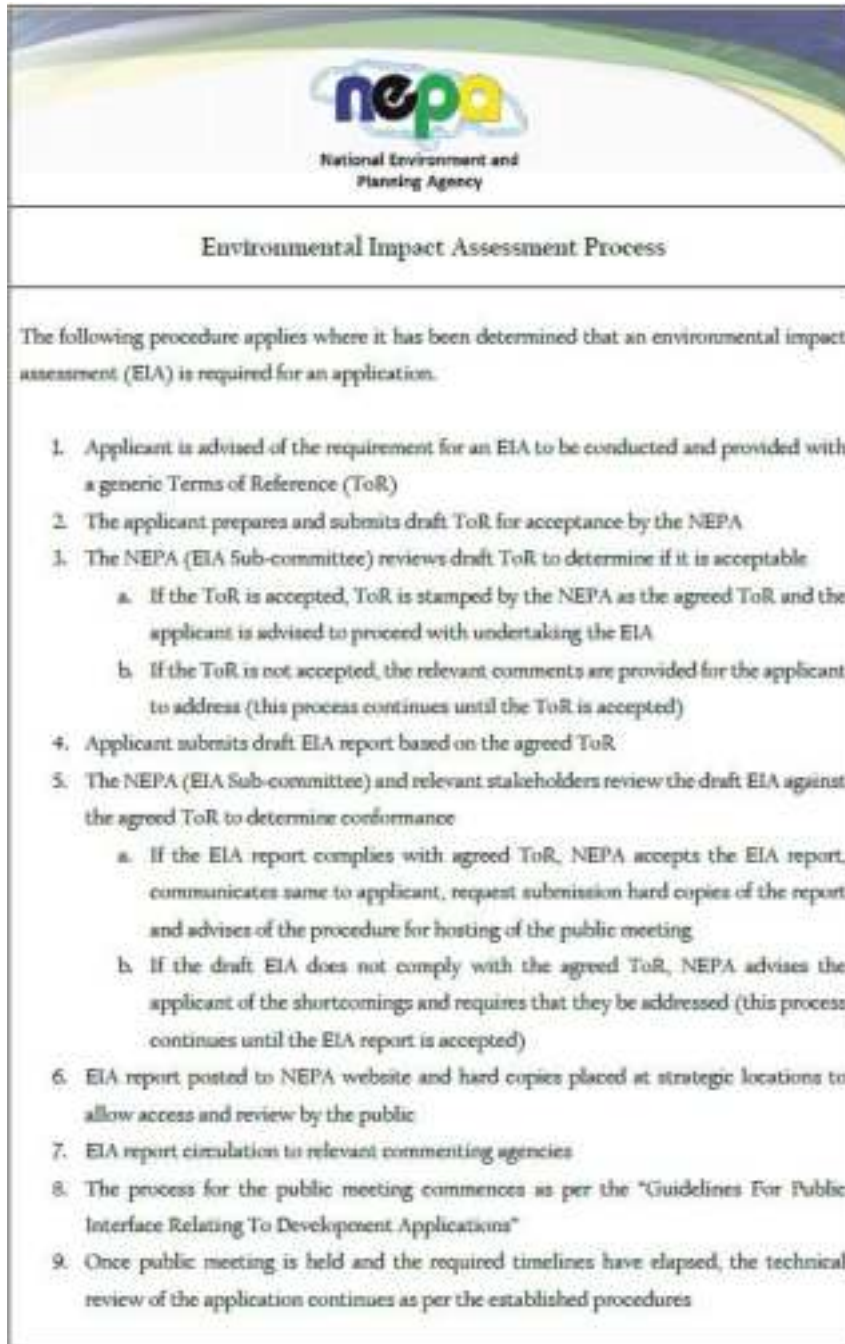 nepa
National Environment and
Planning Agency
Environmental Impact Assessment Process
The following procedure applies where it has been determined that an environmental impact
assessment (EIA) is required for an application.
1. Applicant is advised of the requirement for an EIA to be conducted and provided with
a generic Terms of Reference (ToR)
2. The applicant prepares and submits draft ToR for acceptance by the NEPA
3. The NEPA (EIA Sub-committee) reviews draft ToR to determine if it is acceptable
a. If the ToR is accepted, ToR is stamped by the NEPA as the agreed ToR and the
applicant is advised to proceed with undertaking the EIA
b. If the ToR is not accepted, the relevant comments are provided for the applicant
to address (this process continues until the ToR is accepted)
4. Applicant submits draft EIA report based on the agreed ToR
5. The NEPA (EIA Sub-committee) and relevant stakeholders review the draft EIA against
the agreed ToR to determine conformance
a. If the EIA report complies with agreed ToR, NEPA accepts the EIA report,
communicates same to applicant, request submission hard copies of the report
and advises of the procedure for hosting of the public meeting
b. If the draft EIA does not comply with the agreed ToR, NEPA advises the
applicant of the shortcomings and requires that they be addressed (this process
continues until the EIA report is accepted)
6. EIA report posted to NEPA website and hard copies placed at strategic locations to
allow access and review by the public
7. EIA report circulation to relevant commenting agencies
8. The process for the public meeting commences as per the "Guidelines For Public
Interface Relating To Development Applications"
9. Once public meeting is held and the required timelines have elapsed, the technical
review of the application continues as per the established procedures